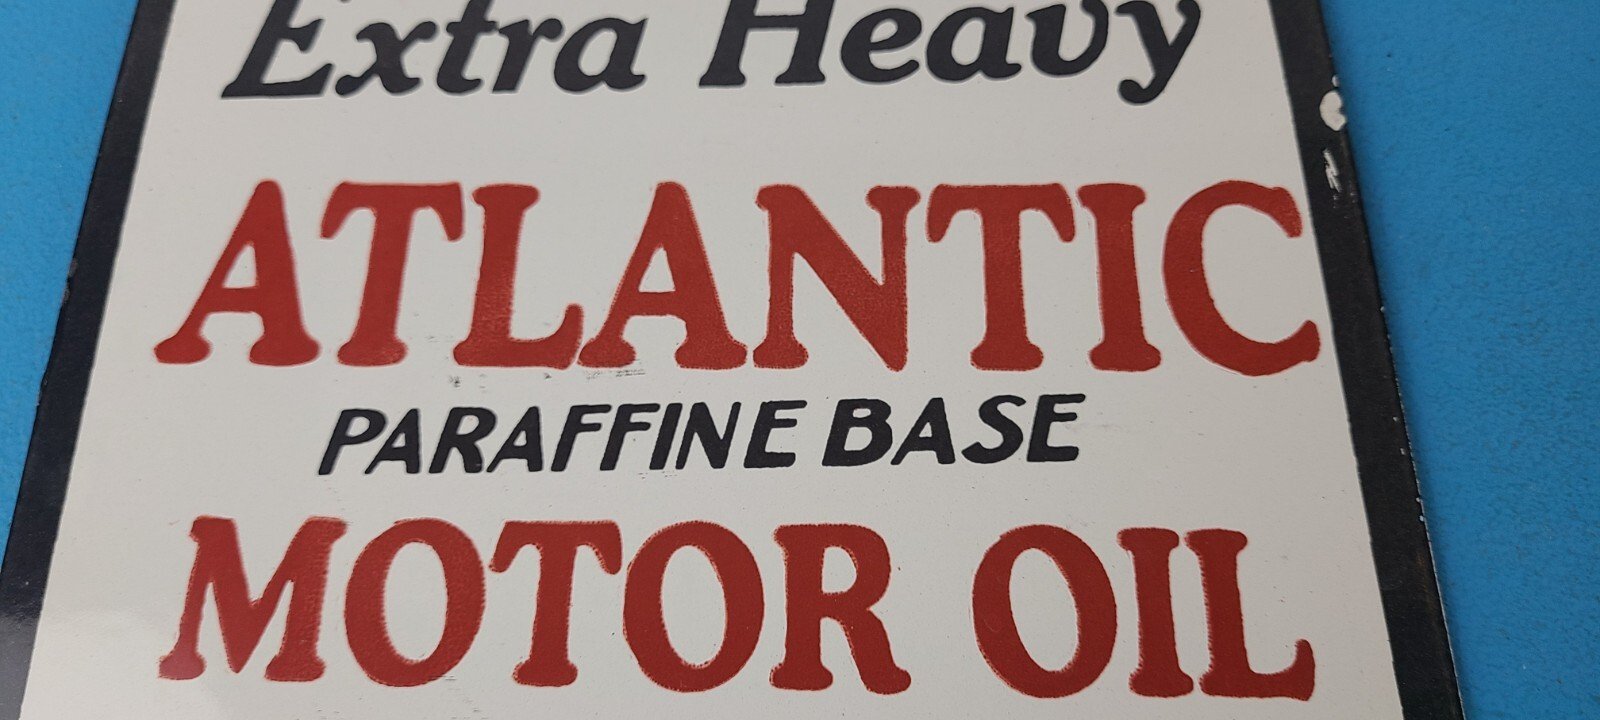 Extra Heavy
ATLANTIC
PARAFFINE BASE
MOTOR OIL